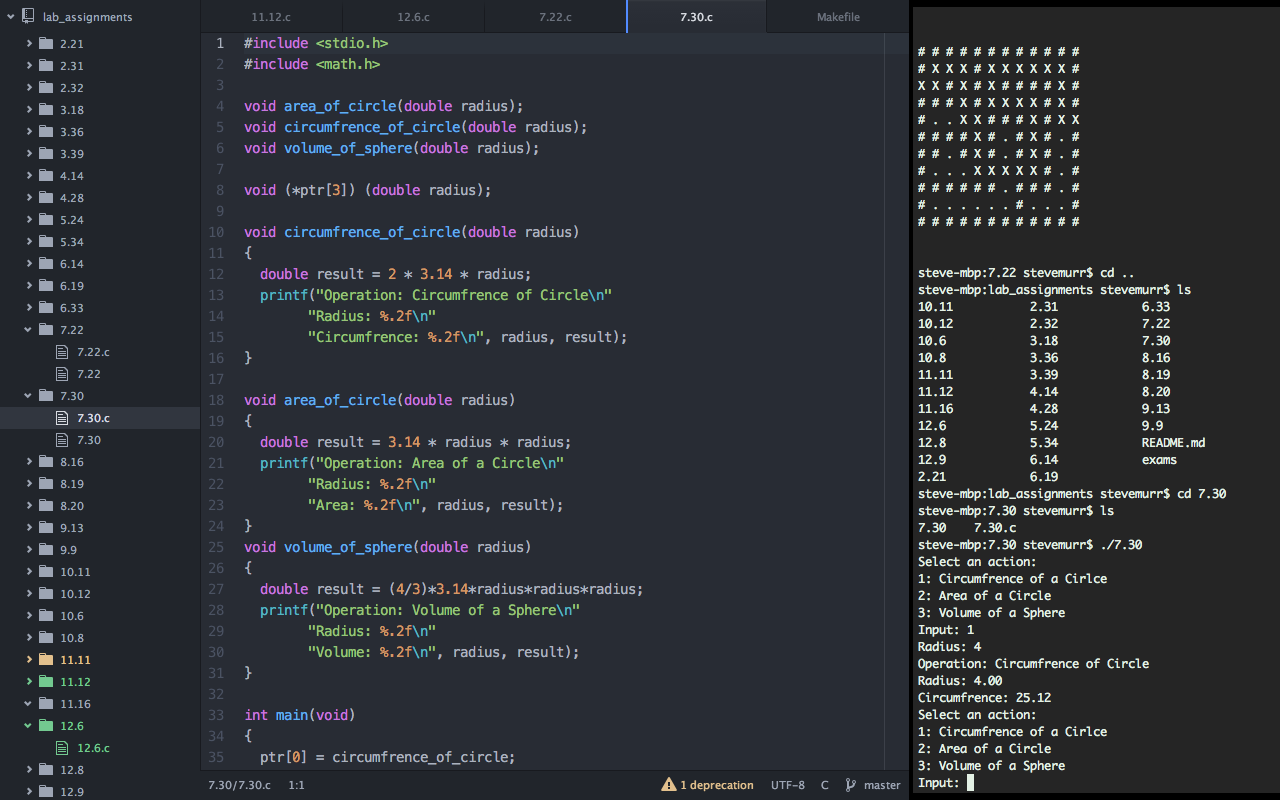 lab_assignments
2.21
2.31
2.32
3.18
3.36
3.39
4.14
4.28
5.24
5.34
6.14
6.19
6.33
7.22
7.22.c
7.22
7.30
7.30.c
7.30
8.16
8.19
8.20
9.13
9.9
10.11
10.12
10.6
10.8
11.11
11.12
11.16
12.6
12.6.c
12.8
12.9
11.12.c 12.6.c 7.22.c 7.30.c Makefile
1 #include <stdio.h>
2 #include <math.h>
3
4 void area_of_circle(double radius);
5 void circumfrence_of_circle(double radius);
6 void volume_of_sphere(double radius);
7
8 void (*ptr[3]) (double radius);
9
10 void circumfrence_of_circle(double radius)
11 {
12 double result = 2 * 3.14 * radius;
13 printf("Operation: Circumfrence of Circle\n"
14 "Radius: %.2f\n"
15 "Circumfrence: %.2f\n", radius, result);
16 }
17
18 void area_of_circle(double radius)
19 {
20 double result = 3.14 * radius * radius;
21 printf("Operation: Area of a Circle\n"
22 "Radius: %.2f\n"
23 "Area: %.2f\n", radius, result);
24 }
25 void volume_of_sphere(double radius)
26 {
27 double result = (4/3)*3.14*radius*radius*radius;
28 printf("Operation: Volume of a Sphere\n"
29 "Radius: %.2f\n"
30 "Volume: %.2f\n", radius, result);
31 }
32
33 int main(void)
34 {
35 ptr[0] = circumfrence_of_circle;
7.30/7.30.c 1:1 1 deprecation UTF-8 C master
# # # # # # # # # # # #
# X X X # X X X X X X #
X X # X # X # # # # X #
# # # X # X X X X # X #
# . . X X # # # # X # X X
# # # # X # . # X # . #
# # . # X # . # X # . #
# . . . X X X X X # . #
# # # # # # . # # # . #
# . . . . . . # . . . #
# # # # # # # # # # # #
steve-mbp:7.22 stevemurr$ cd ..
steve-mbp:lab_assignments stevemurr$ ls
10.11 2.31 6.33
10.12 2.32 7.22
10.6 3.18 7.30
10.8 3.36 8.16
11.11 3.39 8.19
11.12 4.14 8.20
11.16 4.28 9.13
12.6 5.24 9.9
12.8 5.34 README.md
12.9 6.14 exams
2.21 6.19
steve-mbp:lab_assignments stevemurr$ cd 7.30
steve-mbp:7.30 stevemurr$ ls
7.30 7.30.c
steve-mbp:7.30 stevemurr$ ./7.30
Select an action:
1: Circumfrence of a Cirlce
2: Area of a Circle
3: Volume of a Sphere
Input: 1
Radius: 4
Operation: Circumfrence of Circle
Radius: 4.00
Circumfrence: 25.12
Select an action:
1: Circumfrence of a Cirlce
2: Area of a Circle
3: Volume of a Sphere
Input: